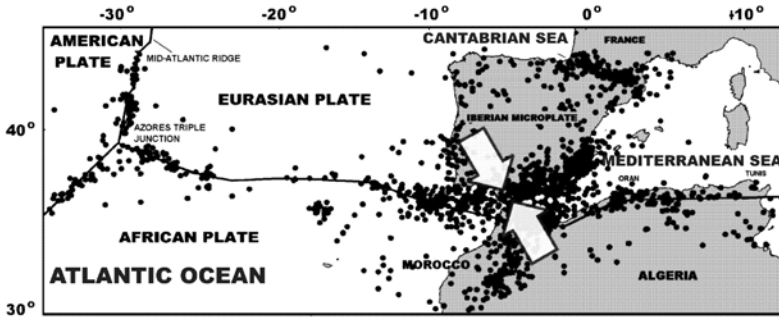 -30° -20° -10° 0° +10°
AMERICAN
PLATE
MID-ATLANTIC RIDGE
CANTABRIAN SEA
FRANCE
EURASIAN PLATE
IBERIAN MICROPLATE
40°
AZORES TRIPLE
JUNCTION
MEDITERRANEAN SEA
ORAN
TUNIS
AFRICAN PLATE
MOROCCO
ALGERIA
ATLANTIC OCEAN
30°